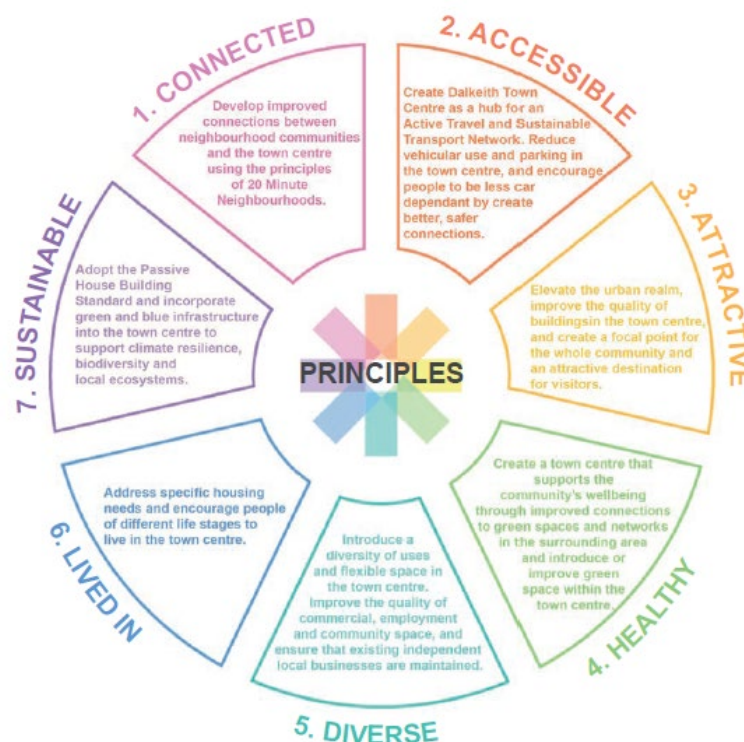 1. CONNECTED
Develop improved
connections between
neighbourhood communities
and the town centre
using the principles
of 20 Minute
Neighbourhoods.
2. ACCESSIBLE
Create Dalkeith Town
Centre as a hub for an
Active Travel and Sustainable
Transport Network. Reduce
vehicular use and parking in
the town centre, and encourage
people to be less car
dependant by create
better, safer
connections.
3. ATTRACTIVE
Elevate the urban realm,
improve the quality of
buildingsin the town centre,
and create a focal point for
the whole community and
an attractive destination
for visitors.
4. HEALTHY
Create a town centre that
supports the
community's wellbeing
through improved connections
to green spaces and networks
in the surrounding area
and introduce or
improve green
space within the
town centre.
5. DIVERSE
Introduce a
diversity of uses
and flexible space in
the town centre.
Improve the quality of
commercial, employment
and community space, and
ensure that existing independent
local businesses are maintained.
6. LIVED IN
Address specific housing
needs and encourage people
of different life stages to
live in the town centre.
7. SUSTAINABLE
Adopt the Passive
House Building
Standard and incorporate
green and blue infrastructure
into the town centre to
support climate resilience,
biodiversity and
local ecosystems.
PRINCIPLES